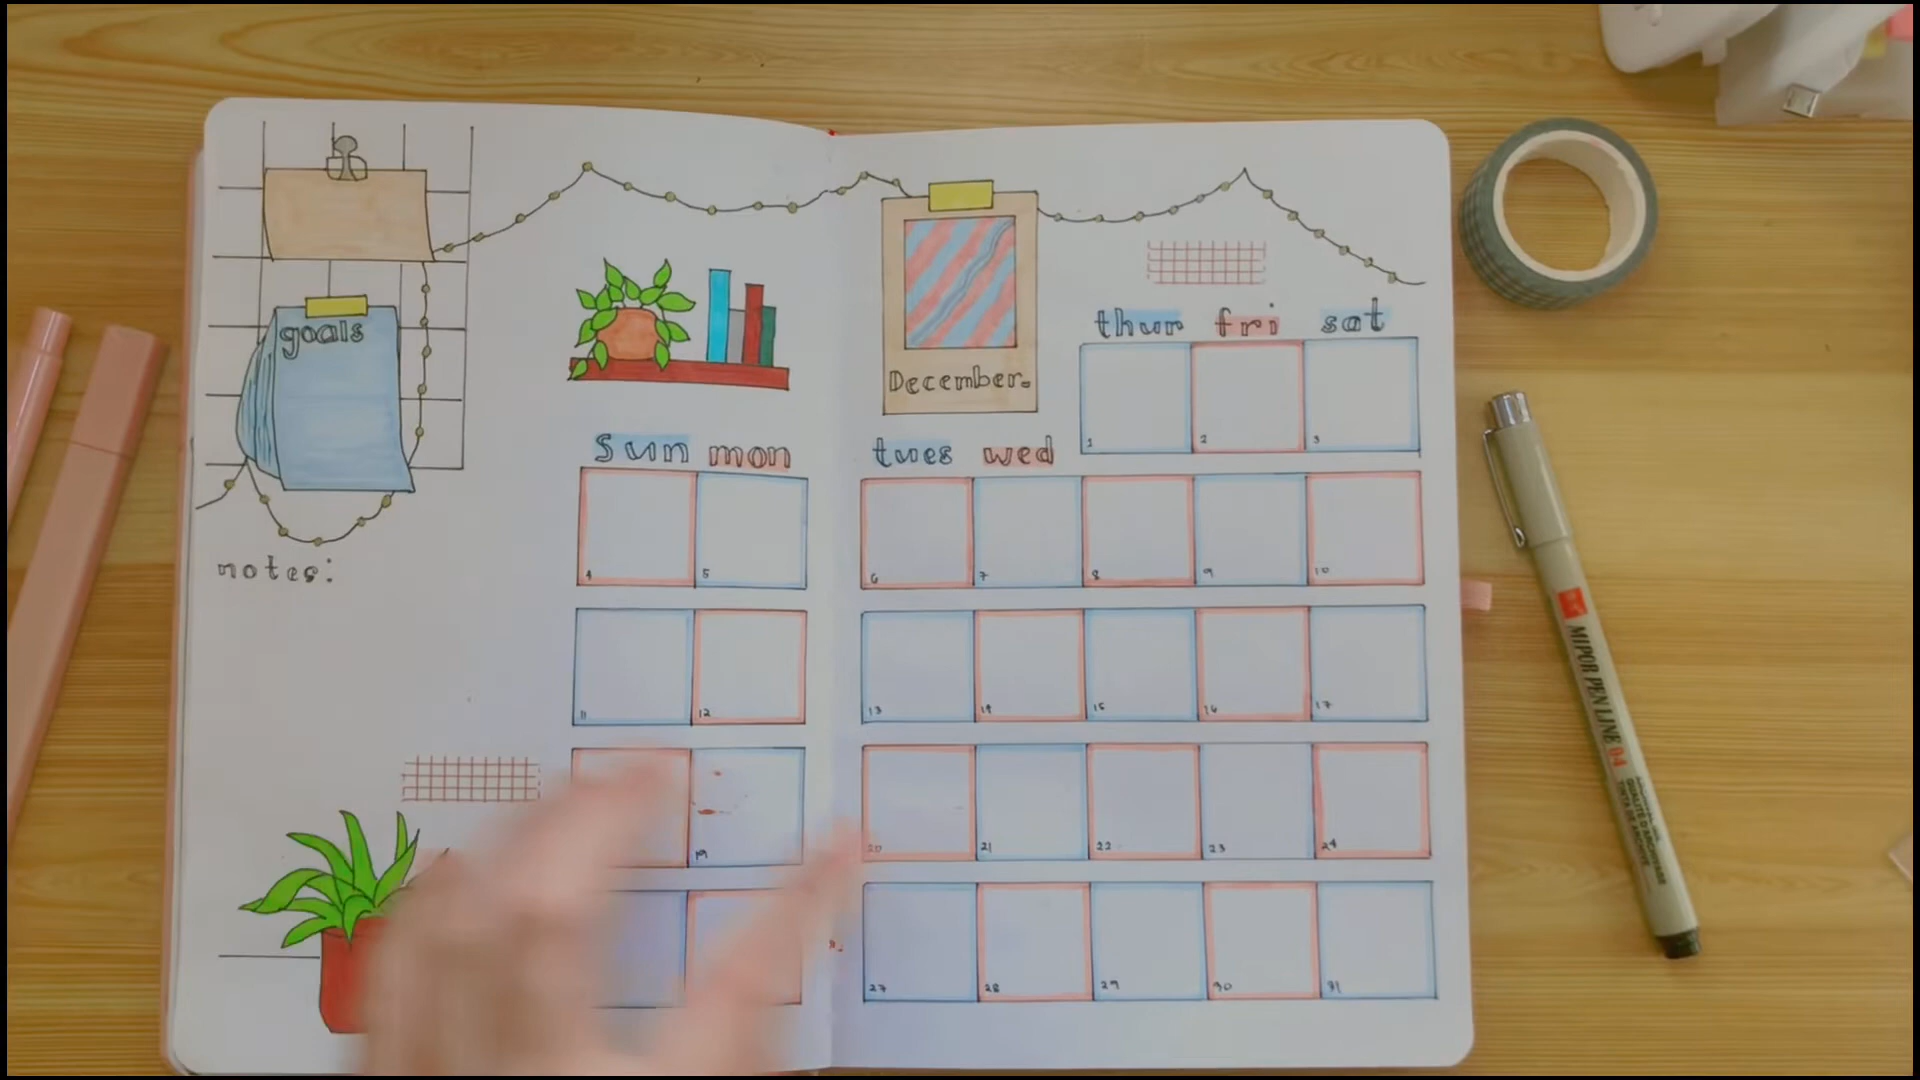 goals
notes:
December.
thur fri sat
1 2 3
sun mon tues wed
4 5 6 7 8 9 10
11 12 13 14 15 16 17
19 20 21 22 23 24
27 28 29 30 31
MIPOR PEN LINE 04